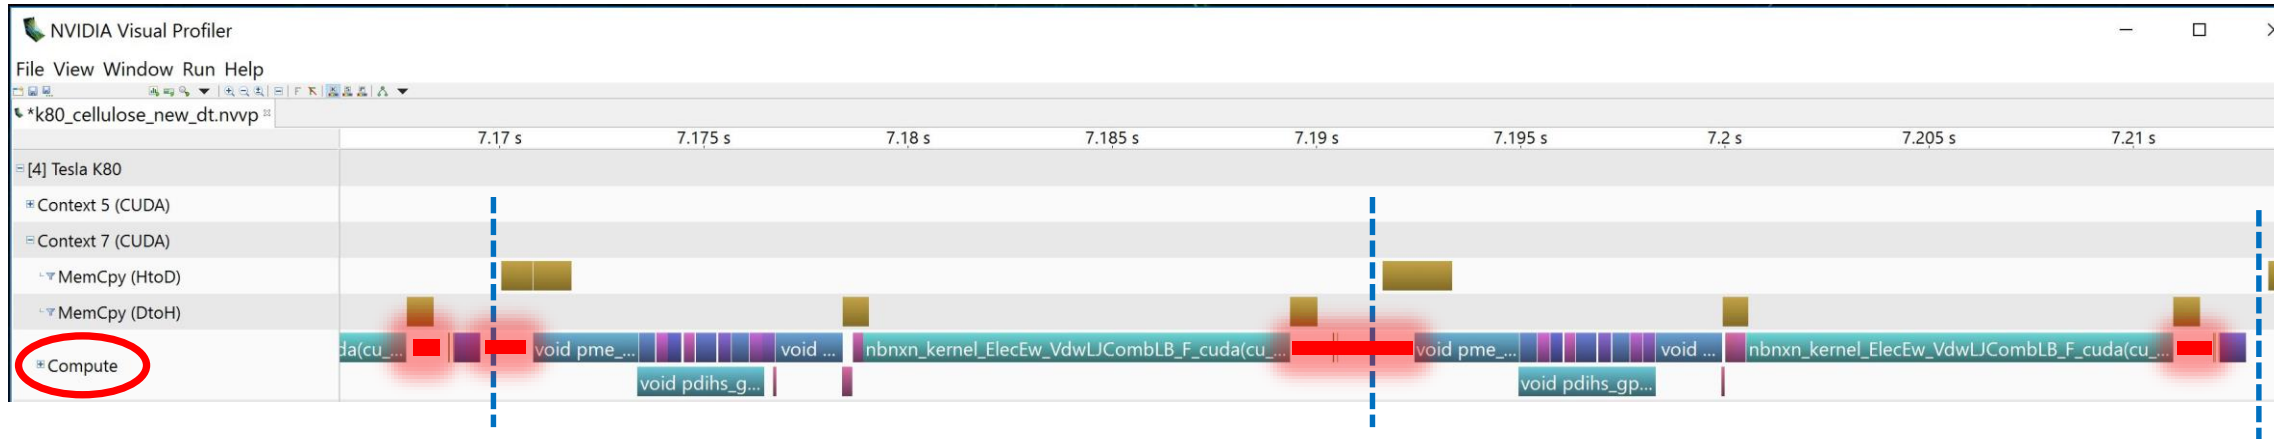 NVIDIA Visual Profiler
File View Window Run Help
*k80_cellulose_new_dt.nvvp
7.17 s 7.175 s 7.18 s 7.185 s 7.19 s 7.195 s 7.2 s 7.205 s 7.21 s
[4] Tesla K80
Context 5 (CUDA)
Context 7 (CUDA)
MemCpy (HtoD)
MemCpy (DtoH)
da(cu_... void pme_... void ... nbnxn_kernel_ElecEw_VdwLJCombLB_F_cuda(cu_... void pme_... void ... nbnxn_kernel_ElecEw_VdwLJCombLB_F_cuda(cu_...
Compute
void pdihs_g... void pdihs_gp...